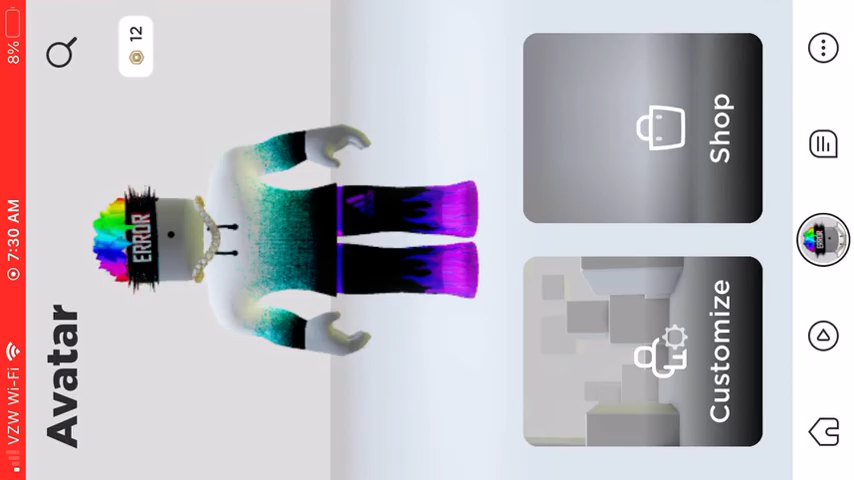 VZW Wi-Fi 7:30 AM 8%
Avatar
12
ERROR
Customize
Shop